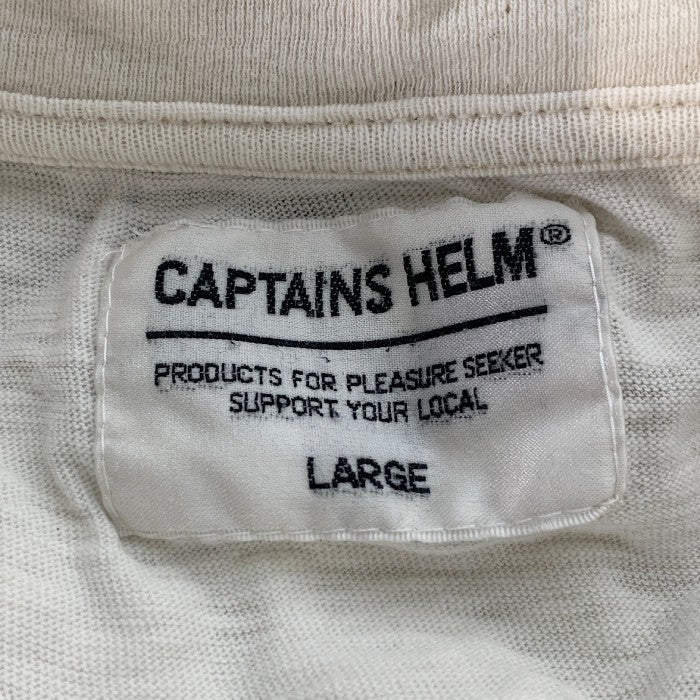 CAPTAINS HELM®
PRODUCTS FOR PLEASURE SEEKER
SUPPORT YOUR LOCAL
LARGE